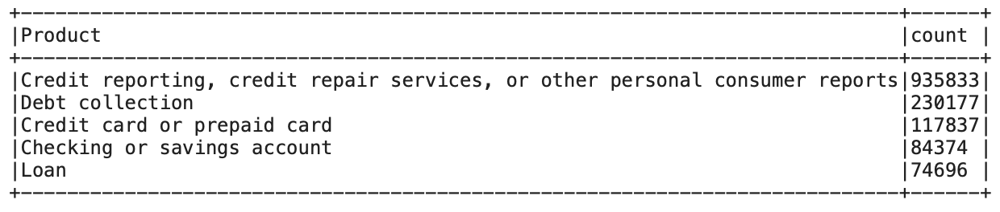 +----------------------------------------------------------------------------+------+
|Product                                                                     |count |
+----------------------------------------------------------------------------+------+
|Credit reporting, credit repair services, or other personal consumer reports|935833|
|Debt collection                                                             |230177|
|Credit card or prepaid card                                                 |117837|
|Checking or savings account                                                 |84374 |
|Loan                                                                        |74696 |
+----------------------------------------------------------------------------+------+